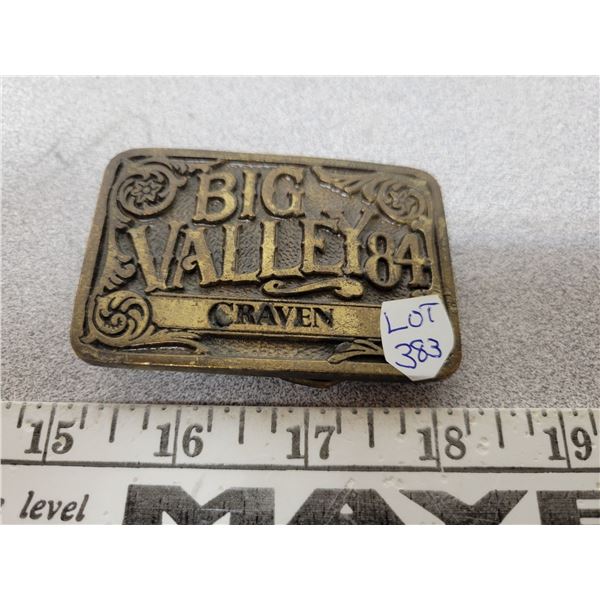 BIG
VALLEY 84
CRAVEN
LOT
383
15 16 17 18 19
level
MAYE